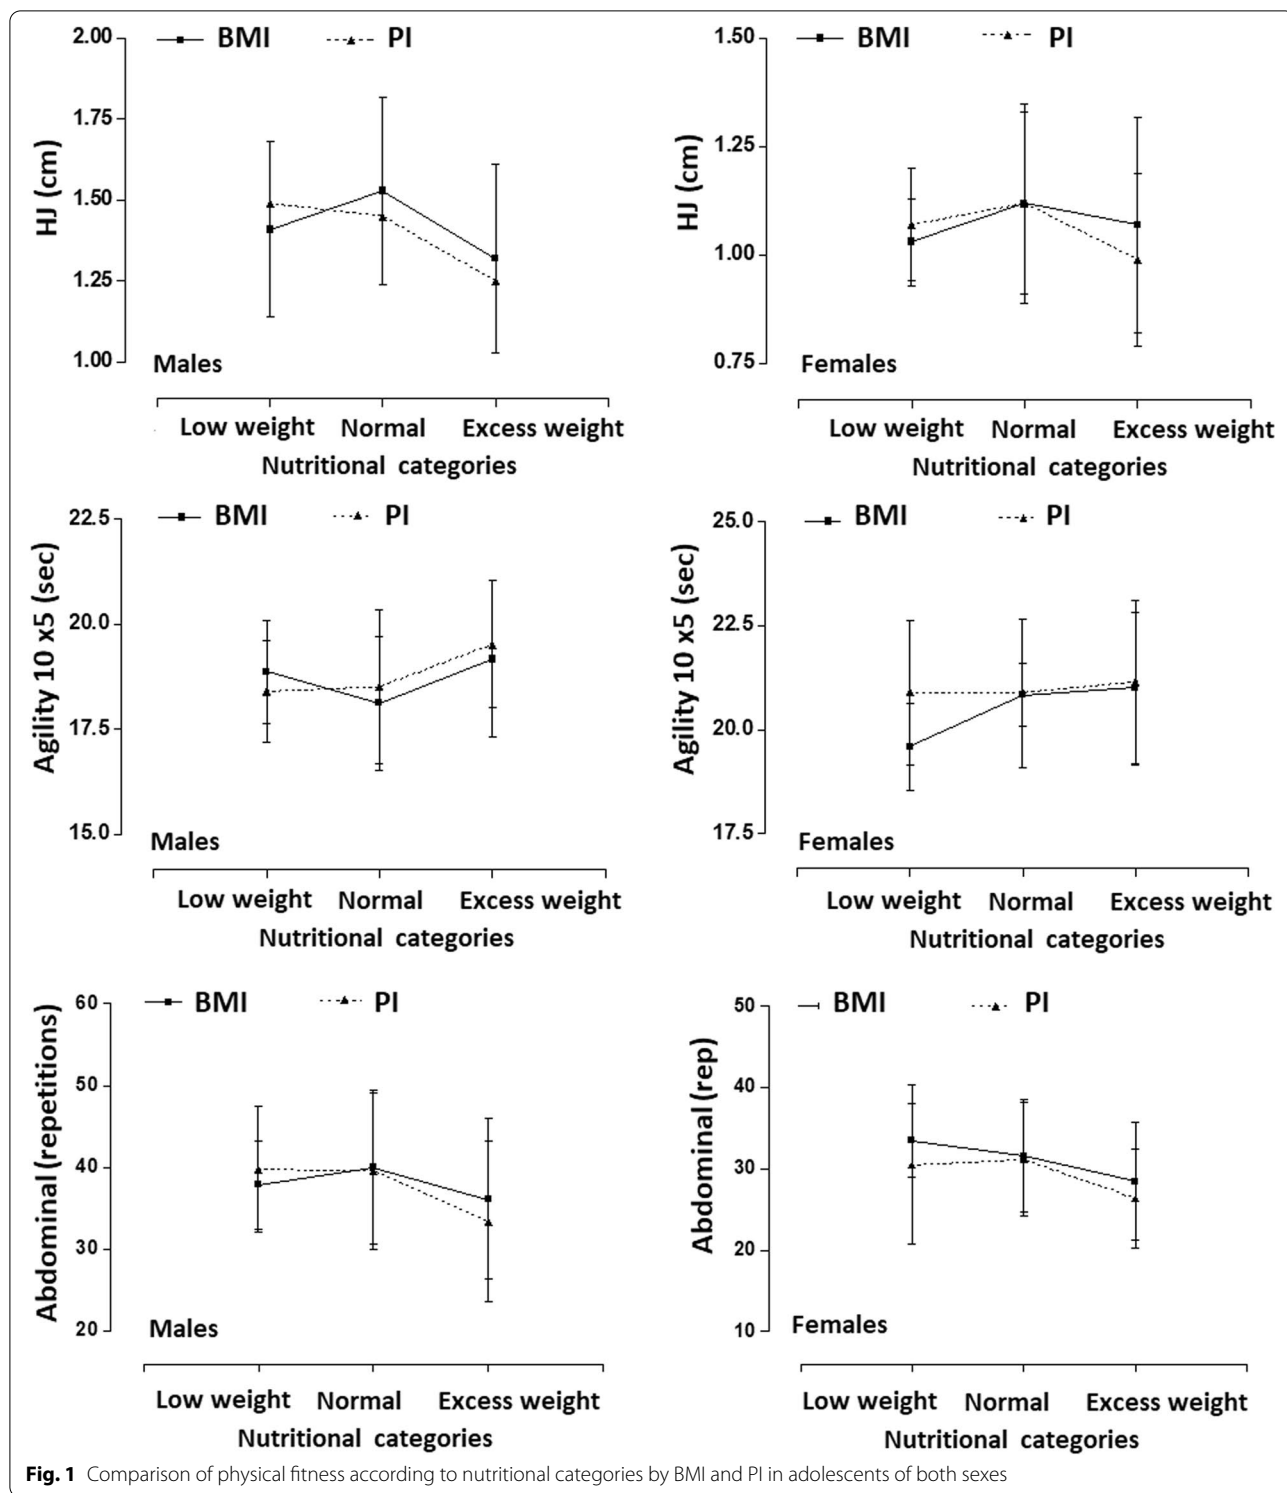 BMI PI
HJ (cm)
2.00
1.75
1.50
1.25
1.00
Males
Low weight Normal Excess weight
Nutritional categories
BMI PI
HJ (cm)
1.50
1.25
1.00
0.75
Females
Low weight Normal Excess weight
Nutritional categories
BMI PI
Agility 10 x5 (sec)
22.5
20.0
17.5
15.0
Males
Low weight Normal Excess weight
Nutritional categories
BMI PI
Agility 10 x5 (sec)
25.0
22.5
20.0
17.5
Females
Low weight Normal Excess weight
Nutritional categories
BMI PI
Abdominal (repetitions)
60
50
40
30
20
Males
Low weight Normal Excess weight
Nutritional categories
BMI PI
Abdominal (rep)
50
40
30
20
10
Females
Low weight Normal Excess weight
Nutritional categories
Fig. 1 Comparison of physical fitness according to nutritional categories by BMI and PI in adolescents of both sexes